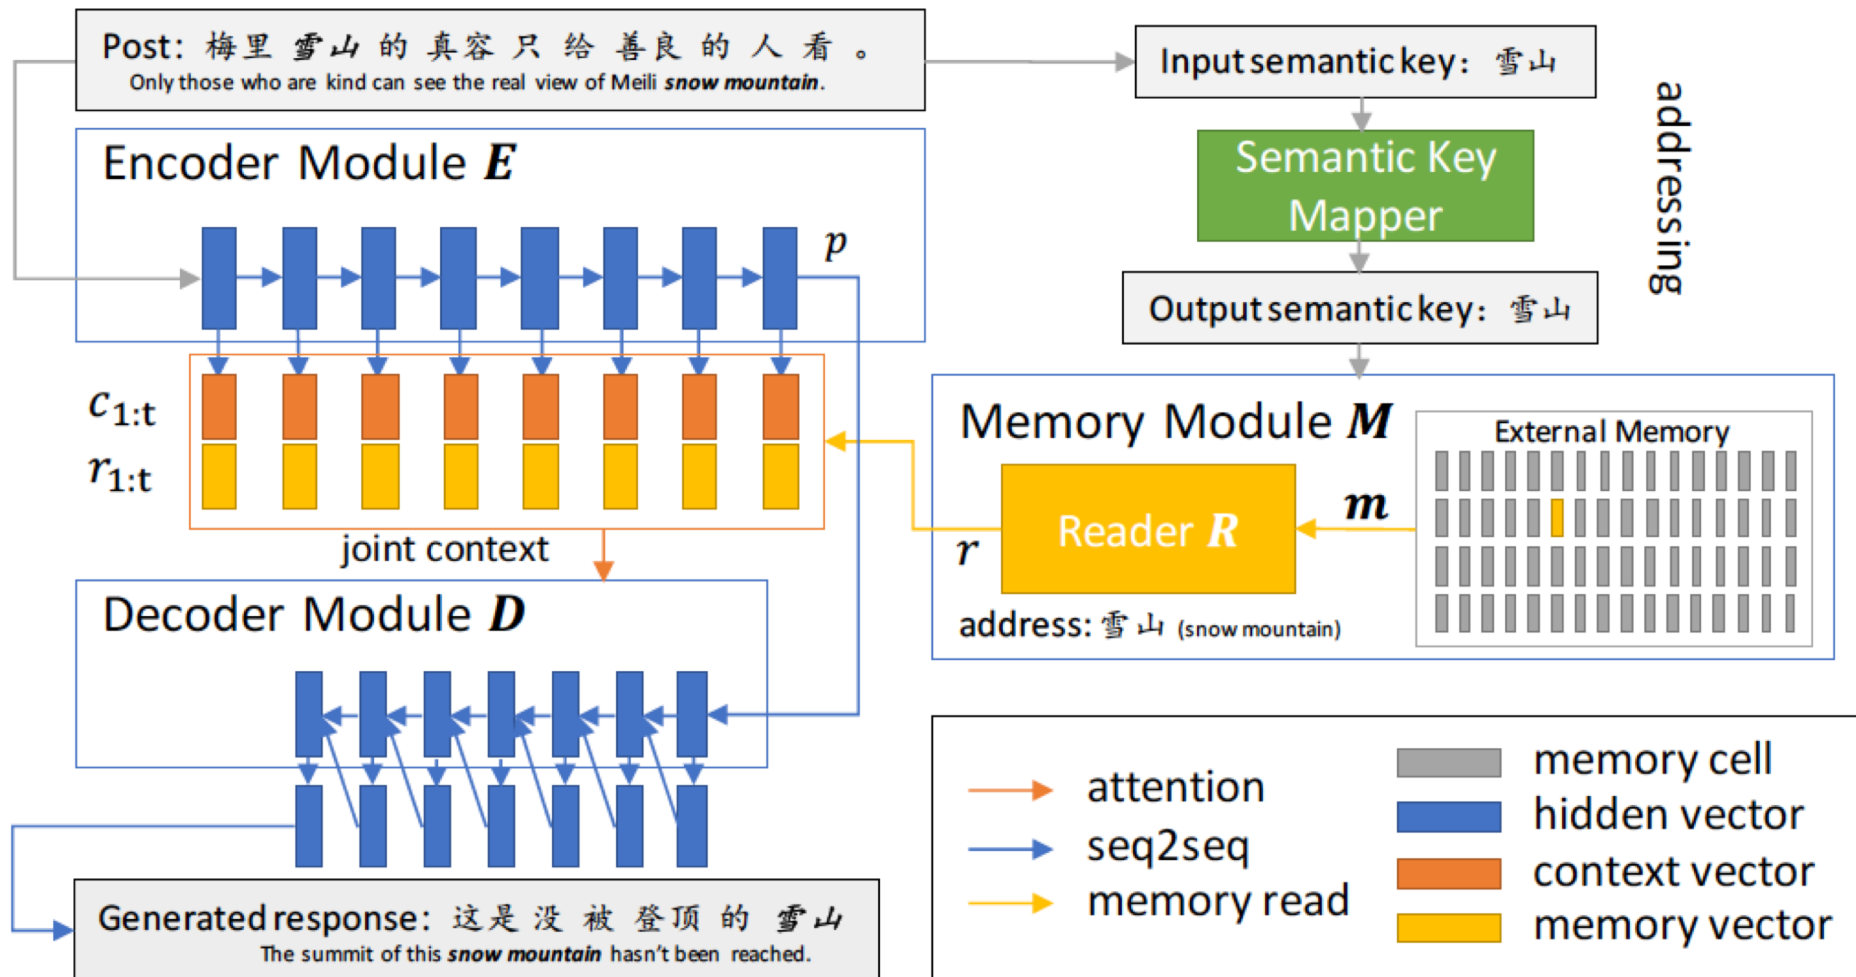 Post: 梅里 雪山 的 真容 只 给 善良 的 人 看 。
Only those who are kind can see the real view of Meili snow mountain.
Input semantic key: 雪山
addressing
Semantic Key
Mapper
Output semantic key: 雪山
Encoder Module E
p
c1:t
r1:t
joint context
Memory Module M
External Memory
m
Reader R
r
address: 雪山 (snow mountain)
Decoder Module D
Generated response: 这是 没 被 登顶 的 雪山
The summit of this snow mountain hasn't been reached.
attention
seq2seq
memory read
memory cell
hidden vector
context vector
memory vector